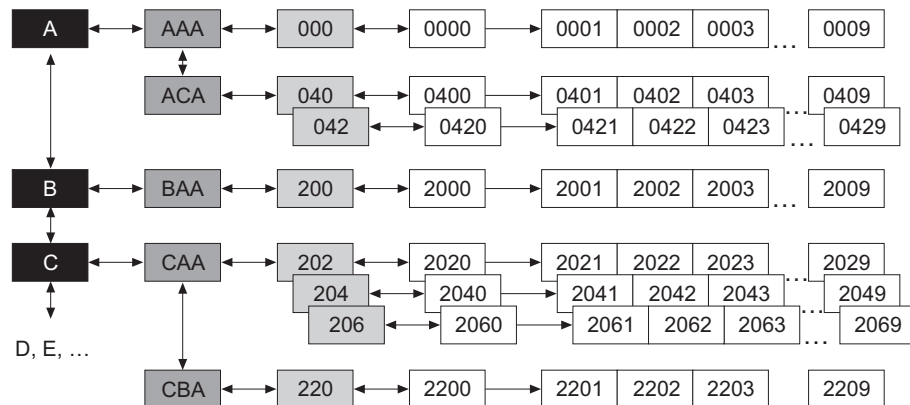 A AAA 000 0000 0001 0002 0003 ... 0009
ACA 040 0400 0401 0402 0403 ... 0409
042 0420 0421 0422 0423 ... 0429
B BAA 200 2000 2001 2002 2003 ... 2009
C CAA 202 2020 2021 2022 2023 ... 2029
204 2040 2041 2042 2043 ... 2049
206 2060 2061 2062 2063 ... 2069
D, E, ...
CBA 220 2200 2201 2202 2203 2209